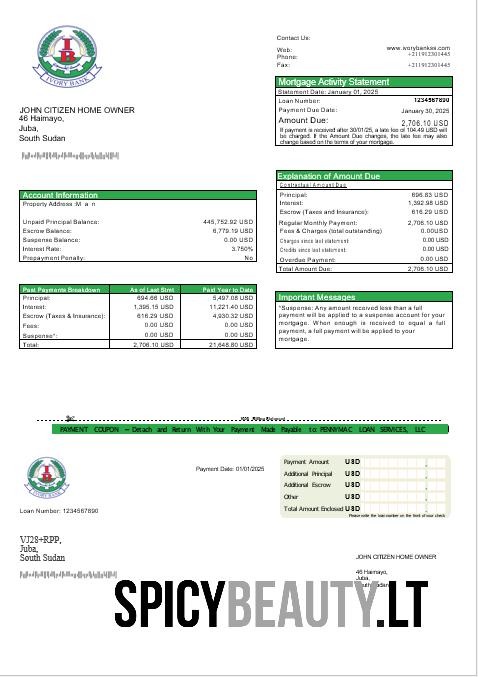 IB
IVORY BANK
Contact Us:
Web: www.ivorybankss.com
Phone: +211912301445
Fax: +211912301445
Mortgage Activity Statement
Statement Date: January 01, 2025
Loan Number: 1234567890
Payment Due Date: January 30, 2025
Amount Due: 2,706.10 USD
If payment is received after 30/01/25, a late fee of 104.49 USD will
be charged. If the Amount Due changes, the late fee may also
change based on the terms of your mortgage.
JOHN CITIZEN HOME OWNER
46 Haimayo,
Juba,
South Sudan
Explanation of Amount Due
Contractual Amount Due
Principal: 696.83 USD
Interest: 1,392.98 USD
Escrow (Taxes and Insurance): 616.29 USD
Regular Monthly Payment: 2,706.10 USD
Fees & Charges (total outstanding) 0.00USD
Charges since last statement: 0.00 USD
Credits since last statement: 0.00 USD
Overdue Payment: 0.00 USD
Total Amount Due: 2,706.10 USD
Account Information
Property Address :M a n
Unpaid Principal Balance: 445,752.92 USD
Escrow Balance: 6,779.19 USD
Suspense Balance: 0.00 USD
Interest Rate: 3.750%
Prepayment Penalty: No
Past Payments Breakdown As of Last Stmt Paid Year to Date
Principal: 694.66 USD 5,497.08 USD
Interest: 1,395.15 USD 11,221.40 USD
Escrow (Taxes & Insurance): 616.29 USD 4,930.32 USD
Fees: 0.00 USD 0.00 USD
Suspense*: 0.00 USD 0.00 USD
Total: 2,706.10 USD 21,648.80 USD
Important Messages
*Suspense: Any amount received less than a full
payment will be applied to a suspense account for your
mortgage. When enough is received to equal a full
payment, a full payment will be applied to your
mortgage.
PAYMENT COUPON ~ Detach and Return With Your Payment Made Payable to: PENNYMAC LOAN SERVICES, LLC
IB
IVORY BANK
Payment Date: 01/01/2025
Loan Number: 1234567890
Payment Amount USD
Additional Principal USD
Additional Escrow USD
Other USD
Total Amount Enclosed USD
Please write the loan number on the front of your check
VJ28+RPP,
Juba,
South Sudan
JOHN CITIZEN HOME OWNER
46 Haimayo,
Juba,
South Sudan
SPICYBEAUTY.LT